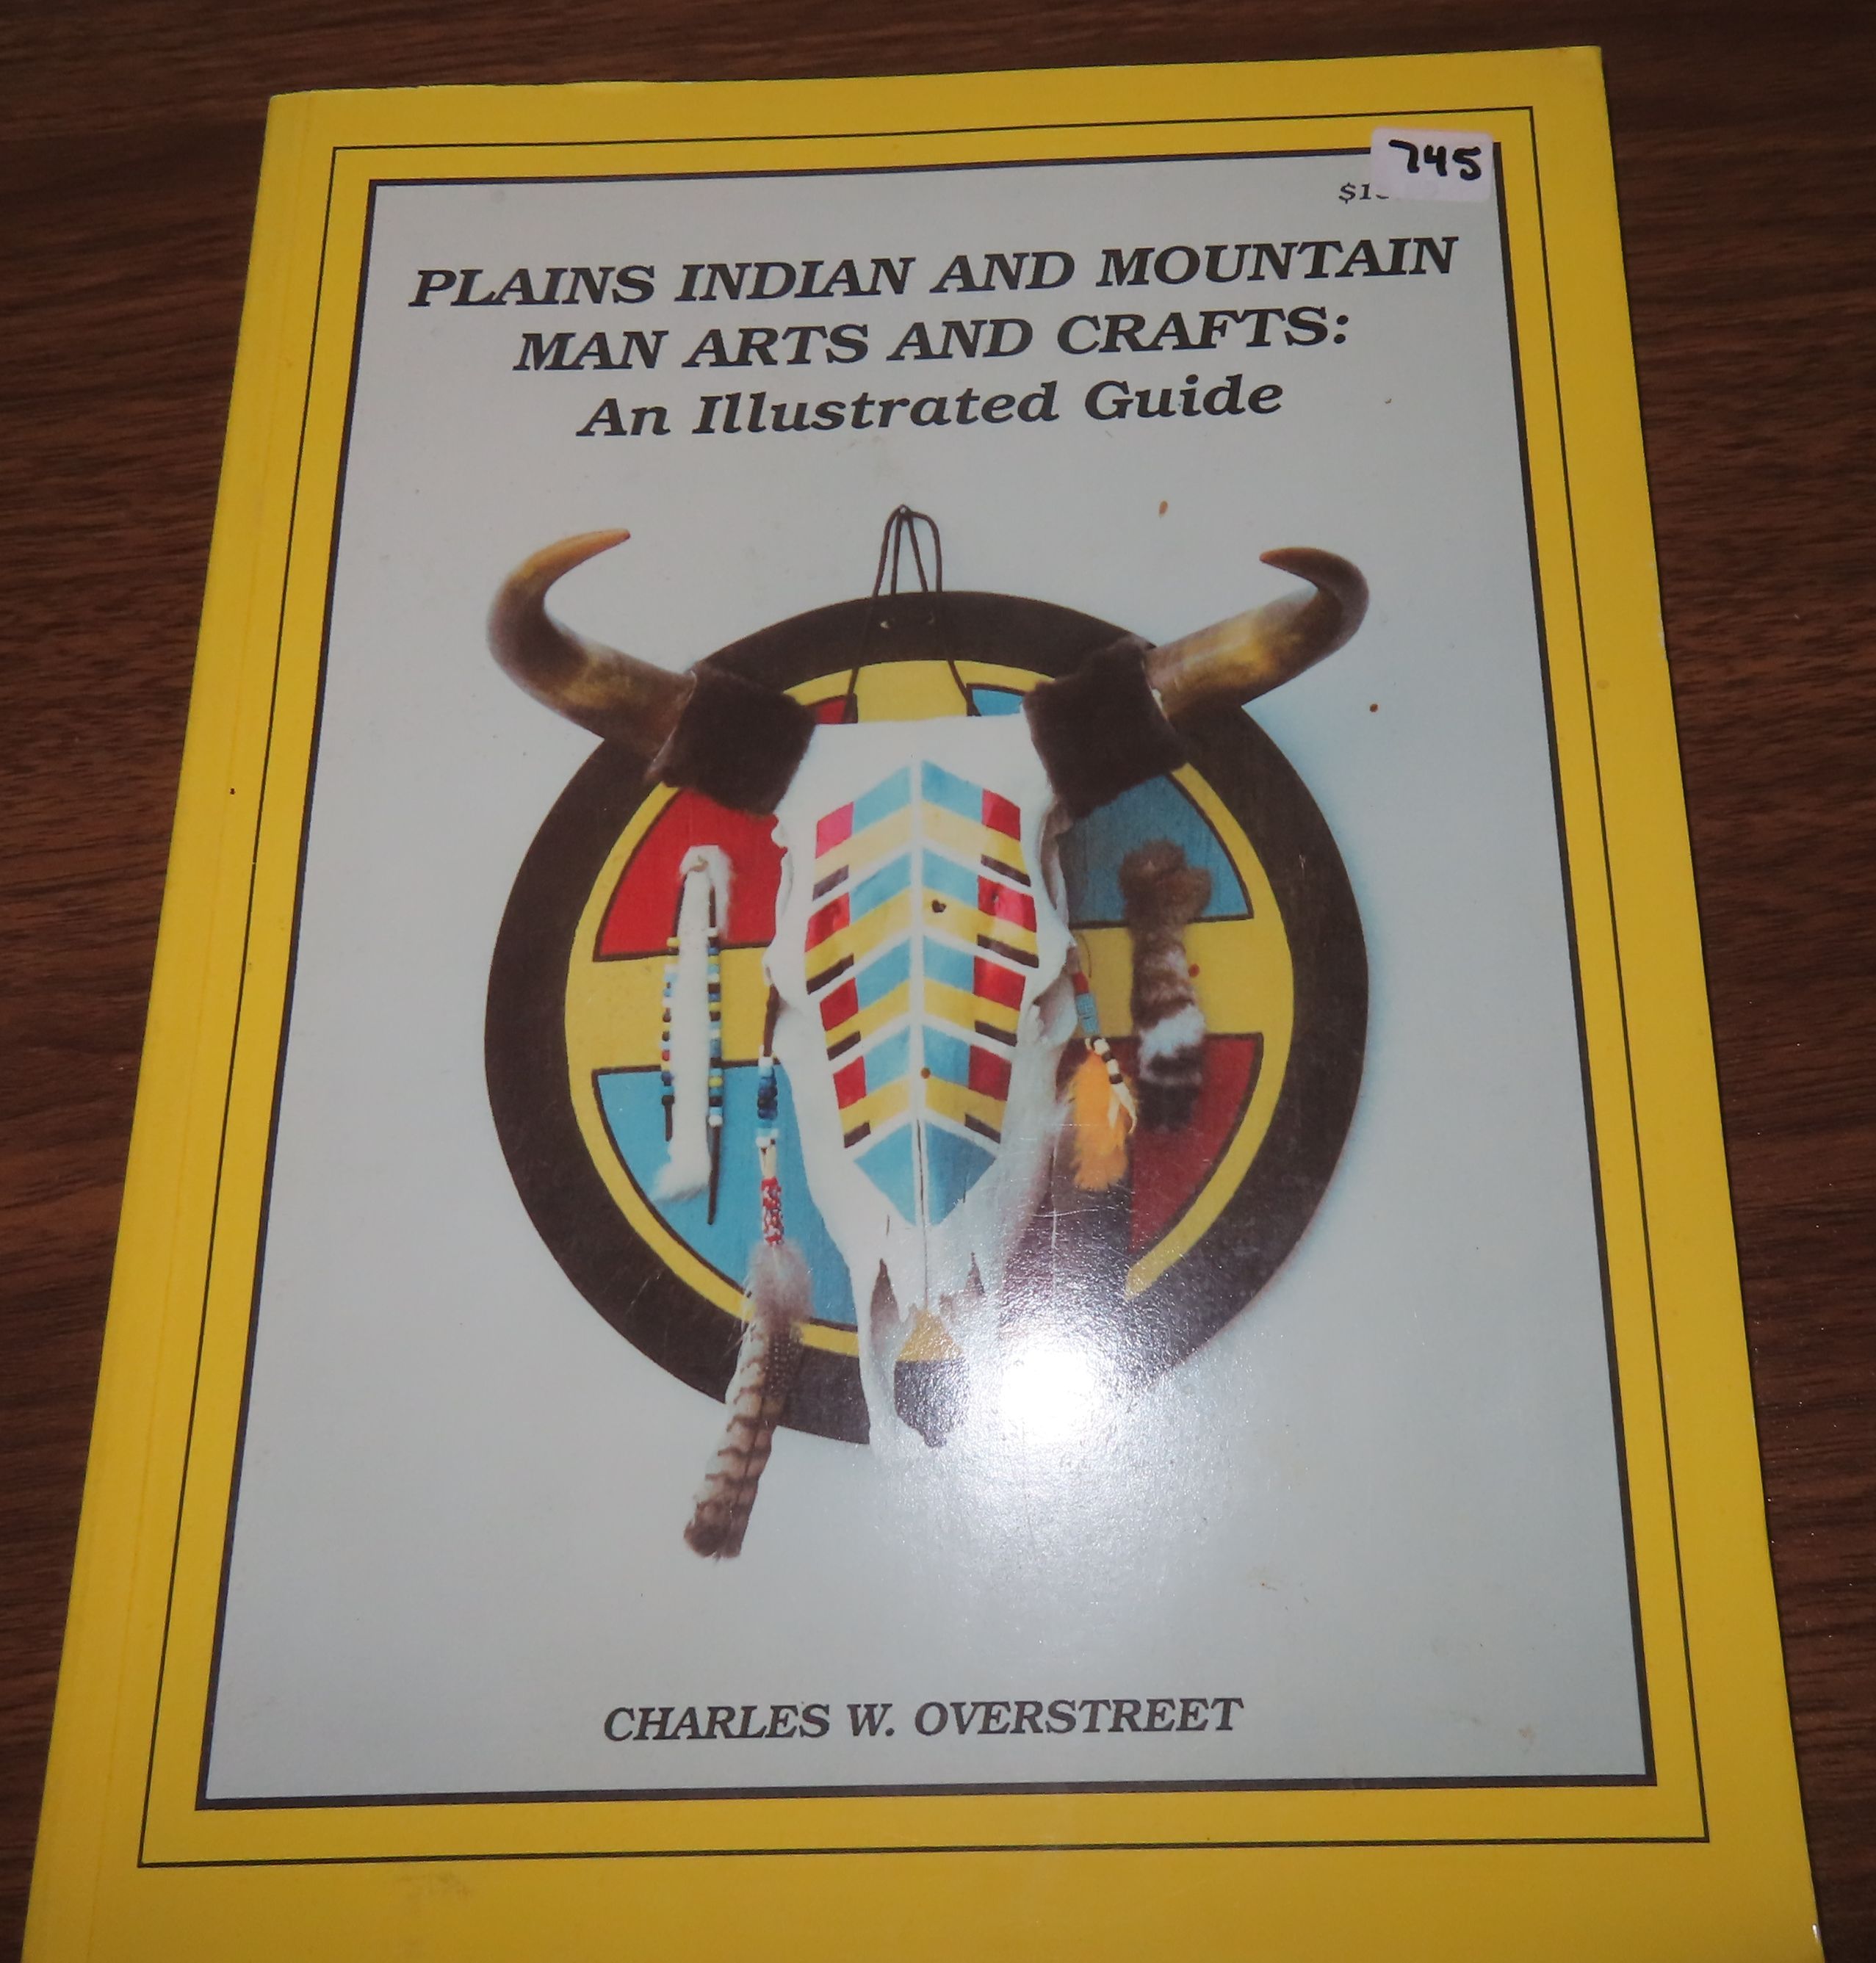 745
PLAINS INDIAN AND MOUNTAIN
MAN ARTS AND CRAFTS:
An Illustrated Guide
CHARLES W. OVERSTREET